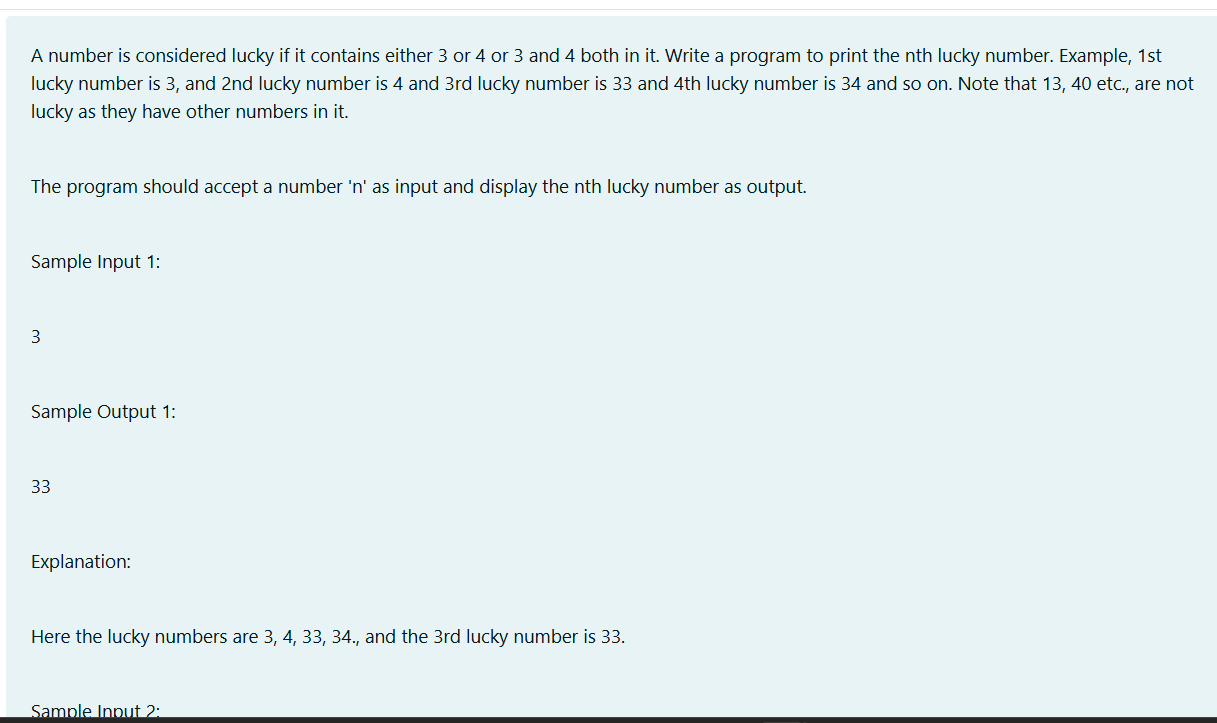 A number is considered lucky if it contains either 3 or 4 or 3 and 4 both in it. Write a program to print the nth lucky number. Example, 1st
lucky number is 3, and 2nd lucky number is 4 and 3rd lucky number is 33 and 4th lucky number is 34 and so on. Note that 13, 40 etc., are not
lucky as they have other numbers in it.
The program should accept a number 'n' as input and display the nth lucky number as output.
Sample Input 1:
3
Sample Output 1:
33
Explanation:
Here the lucky numbers are 3, 4, 33, 34., and the 3rd lucky number is 33.
Sample Input 2: